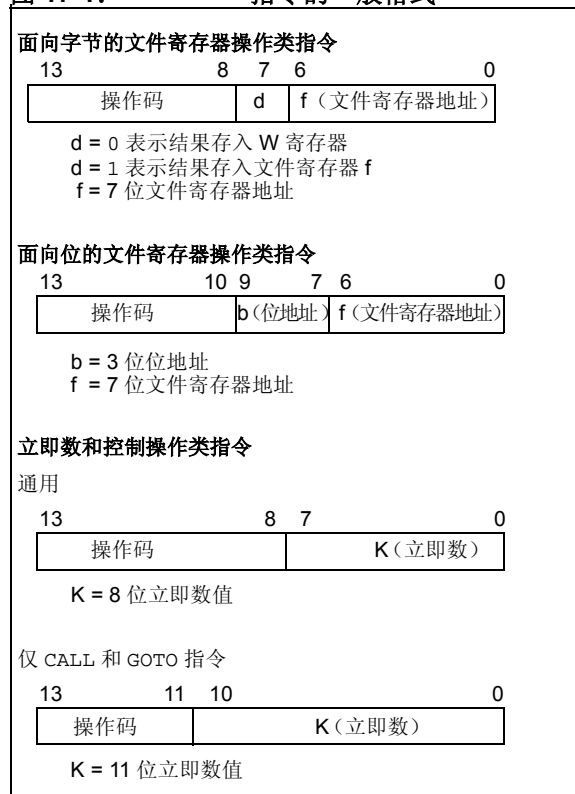 面向字节的文件寄存器操作类指令
13 8 7 6 0
操作码 d f（文件寄存器地址）
d = 0 表示结果存入 W 寄存器
d = 1 表示结果存入文件寄存器 f
f = 7 位文件寄存器地址
面向位的文件寄存器操作类指令
13 10 9 7 6 0
操作码 b（位地址） f（文件寄存器地址）
b = 3 位位地址
f = 7 位文件寄存器地址
立即数和控制操作类指令
通用
13 8 7 0
操作码 K（立即数）
K = 8 位立即数值
仅 CALL 和 GOTO 指令
13 11 10 0
操作码 K（立即数）
K = 11 位立即数值